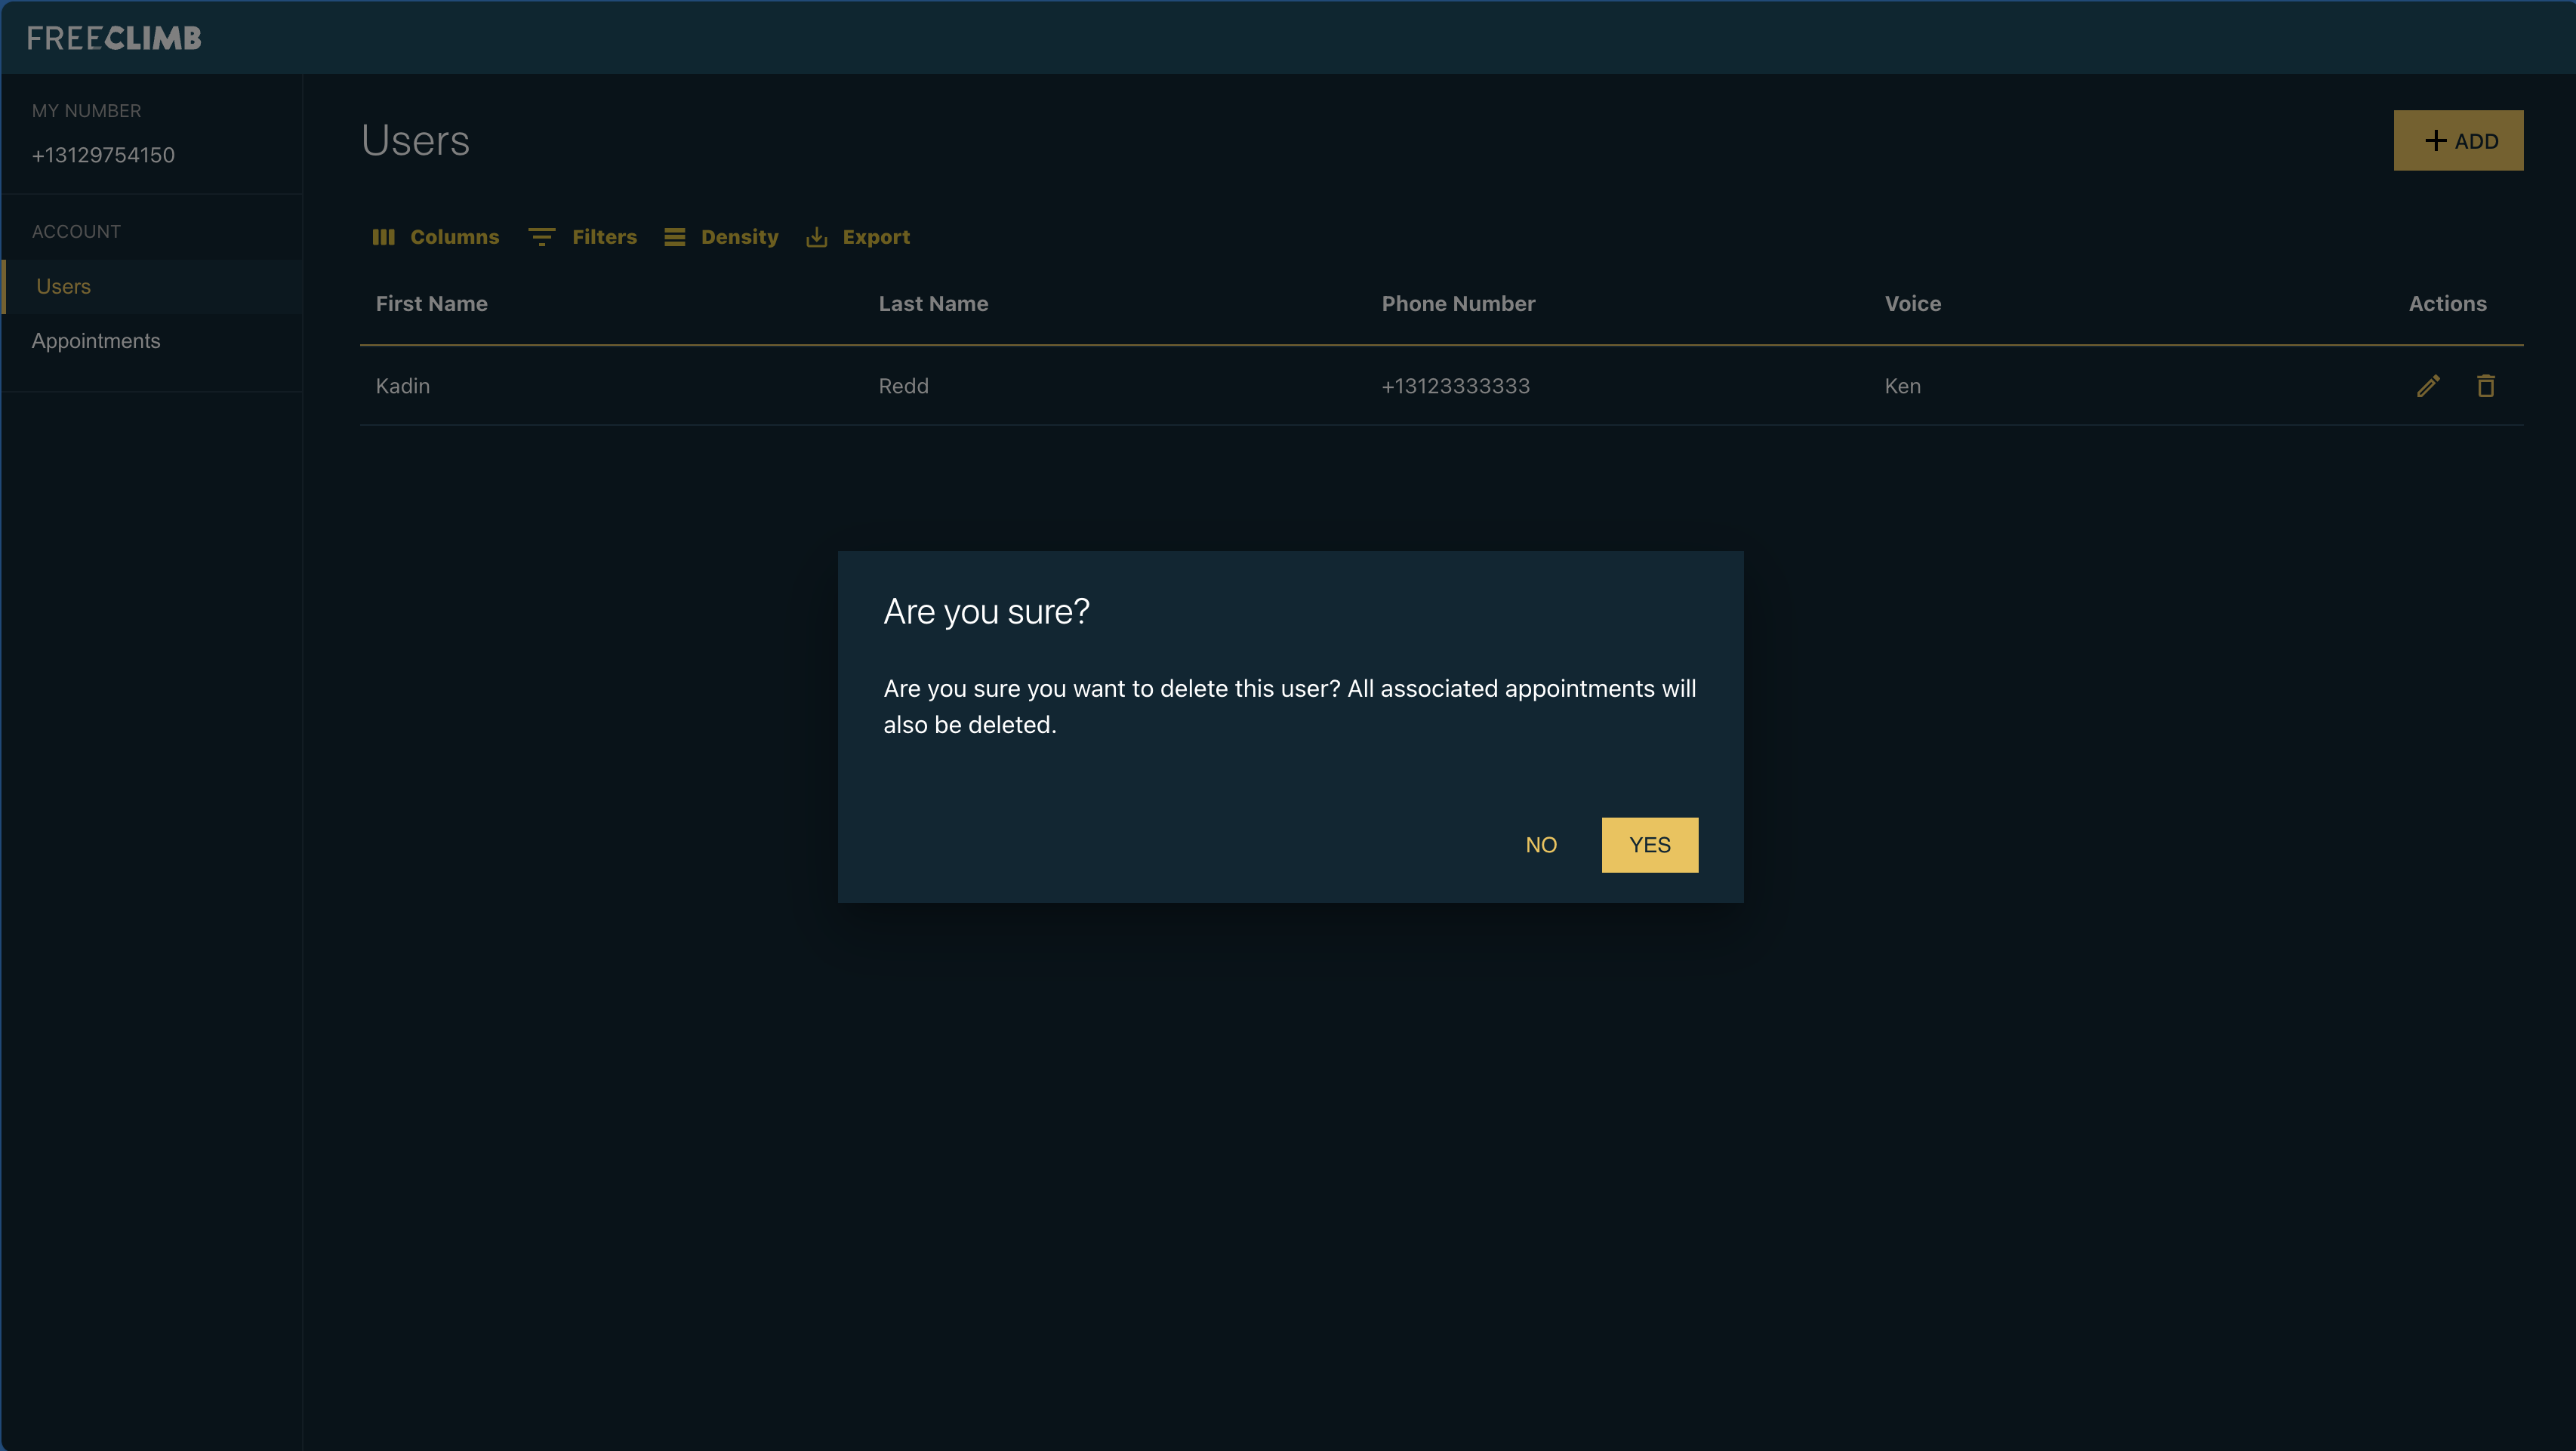 FREECLIMB
MY NUMBER
+13129754150
ACCOUNT
Users
Appointments
Users
ADD
Columns Filters Density Export
First Name Last Name Phone Number Voice Actions
Kadin Redd +13123333333 Ken
Are you sure?
Are you sure you want to delete this user? All associated appointments will
also be deleted.
NO YES